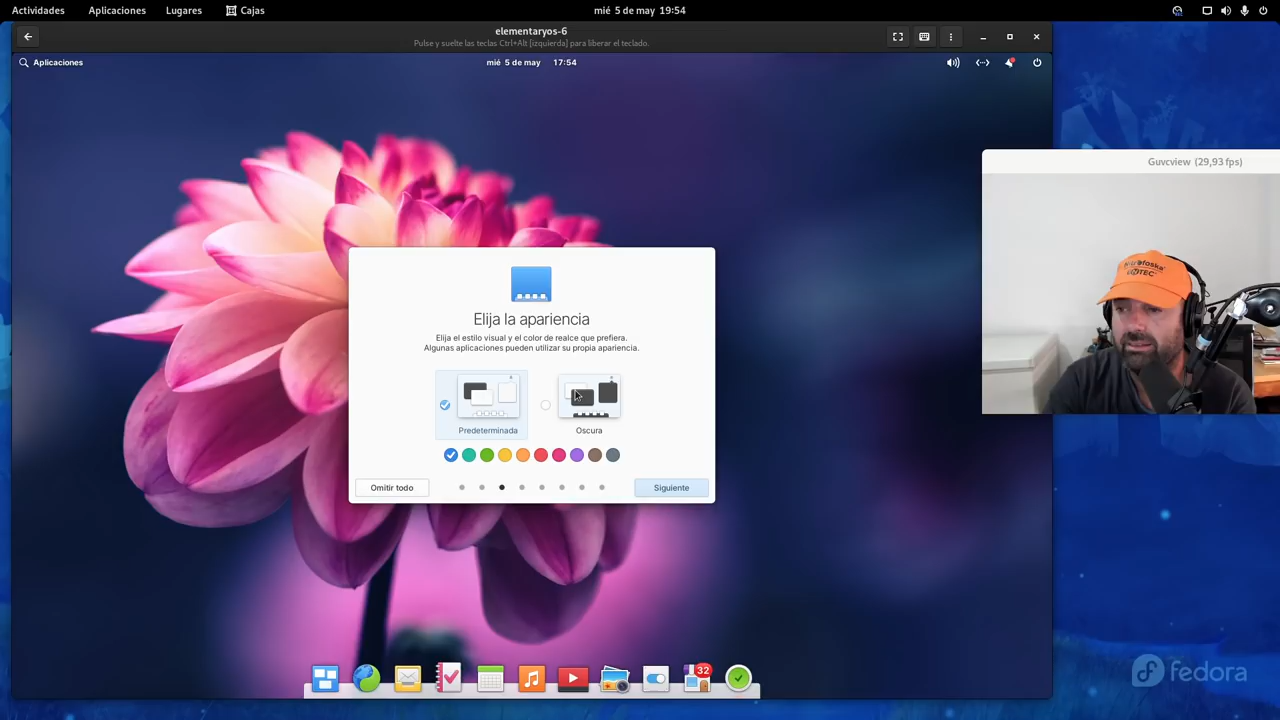 Actividades Aplicaciones Lugares Cajas mié 5 de may 19:54
elementaryos-6
Pulse y suelte las teclas Ctrl+Alt [izquierda] para liberar el teclado.
Aplicaciones mié 5 de may 17:54
Guvcview (29,93 fps)
Elija la apariencia
Elija el estilo visual y el color de realce que prefiera.
Algunas aplicaciones pueden utilizar su propia apariencia.
Predeterminada Oscura
Omitir todo Siguiente
32
fedora